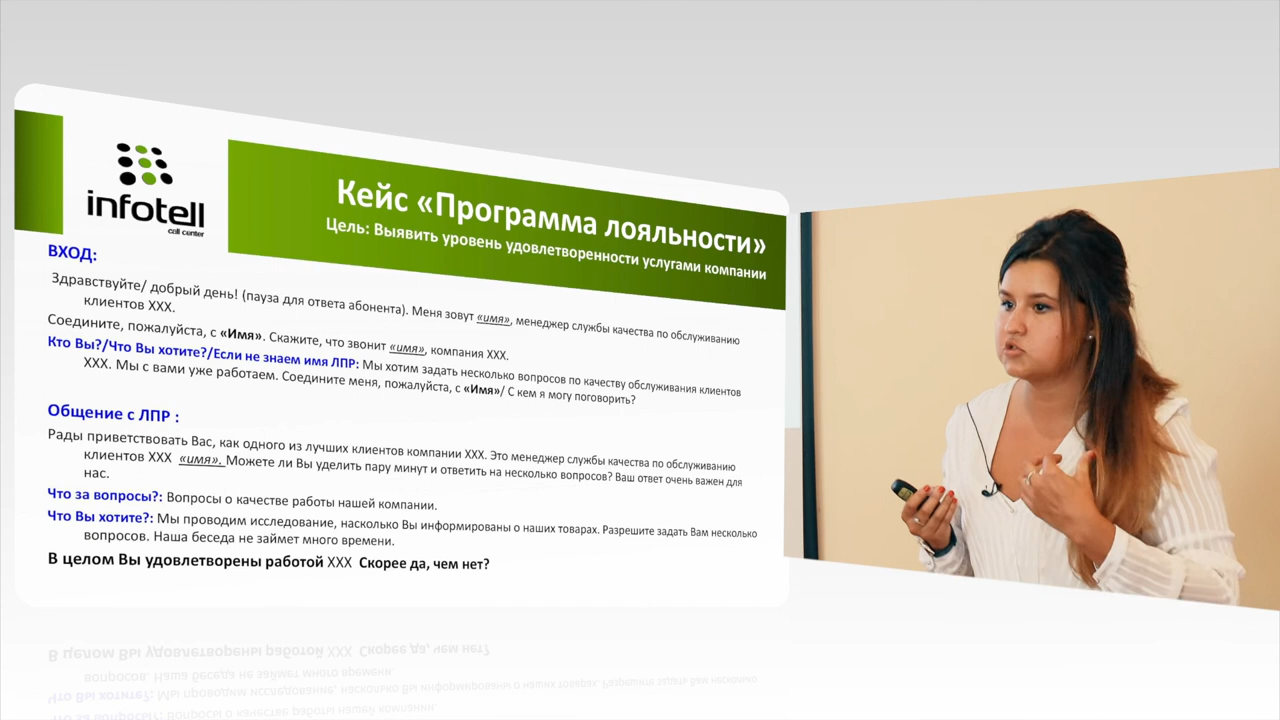 infotell
call center
Кейс «Программа лояльности»
Цель: Выявить уровень удовлетворенности услугами компании
ВХОД:
Здравствуйте/ добрый день! (пауза для ответа абонента). Меня зовут «имя», менеджер службы качества по обслуживанию
клиентов ХХХ.
Соедините, пожалуйста, с «Имя». Скажите, что звонит «имя», компания ХХХ.
Кто Вы?/Что Вы хотите?/Если не знаем имя ЛПР: Мы хотим задать несколько вопросов по качеству обслуживания клиентов
ХХХ. Мы с вами уже работаем. Соедините меня, пожалуйста, с «Имя»/ С кем я могу поговорить?
Общение с ЛПР :
Рады приветствовать Вас, как одного из лучших клиентов компании ХХХ. Это менеджер службы качества по обслуживанию
клиентов ХХХ «имя». Можете ли Вы уделить пару минут и ответить на несколько вопросов? Ваш ответ очень важен для
нас.
Что за вопросы?: Вопросы о качестве работы нашей компании.
Что Вы хотите?: Мы проводим исследование, насколько Вы информированы о наших товарах. Разрешите задать Вам несколько
вопросов. Наша беседа не займет много времени.
В целом Вы удовлетворены работой ХХХ Скорее да, чем нет?